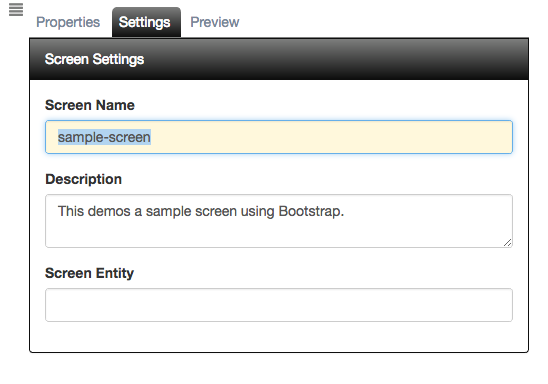 Properties Settings Preview
Screen Settings
Screen Name
sample-screen
Description
This demos a sample screen using Bootstrap.
Screen Entity